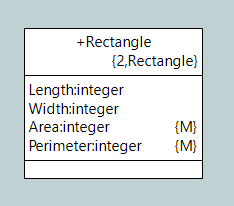 +Rectangle
{2,Rectangle}
Length:integer
Width:integer
Area:integer {M}
Perimeter:integer {M}